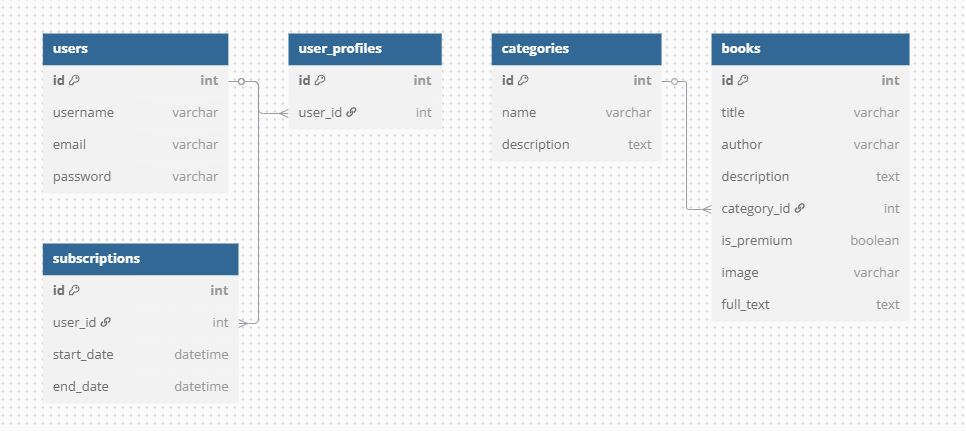 users
id int
username varchar
email varchar
password varchar
user_profiles
id int
user_id int
categories
id int
name varchar
description text
books
id int
title varchar
author varchar
description text
category_id int
is_premium boolean
image varchar
full_text text
subscriptions
id int
user_id int
start_date datetime
end_date datetime